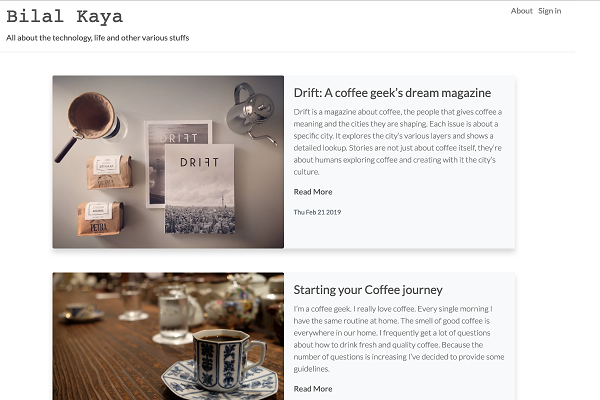 Bilal Kaya
About Sign in
All about the technology, life and other various stuffs
Drift: A coffee geek's dream magazine
Drift is a magazine about coffee, the people that gives coffee a
meaning and the cities they are shaping. Each issue is about a
specific city. It explores the city's various layers and shows a
detailed lookup. Stories are not just about coffee itself, they're
about humans exploring coffee and creating with it the city's
culture.
Read More
Thu Feb 21 2019
DRIFT
DRIFT
PETRA
Starting your Coffee journey
I'm a coffee geek. I really love coffee. Every single morning I
have the same routine at home. The smell of good coffee is
everywhere in our home. I frequently get a lot of questions
about how to drink fresh and quality coffee. Because the
number of questions is increasing I've decided to provide some
guidelines.
Read More